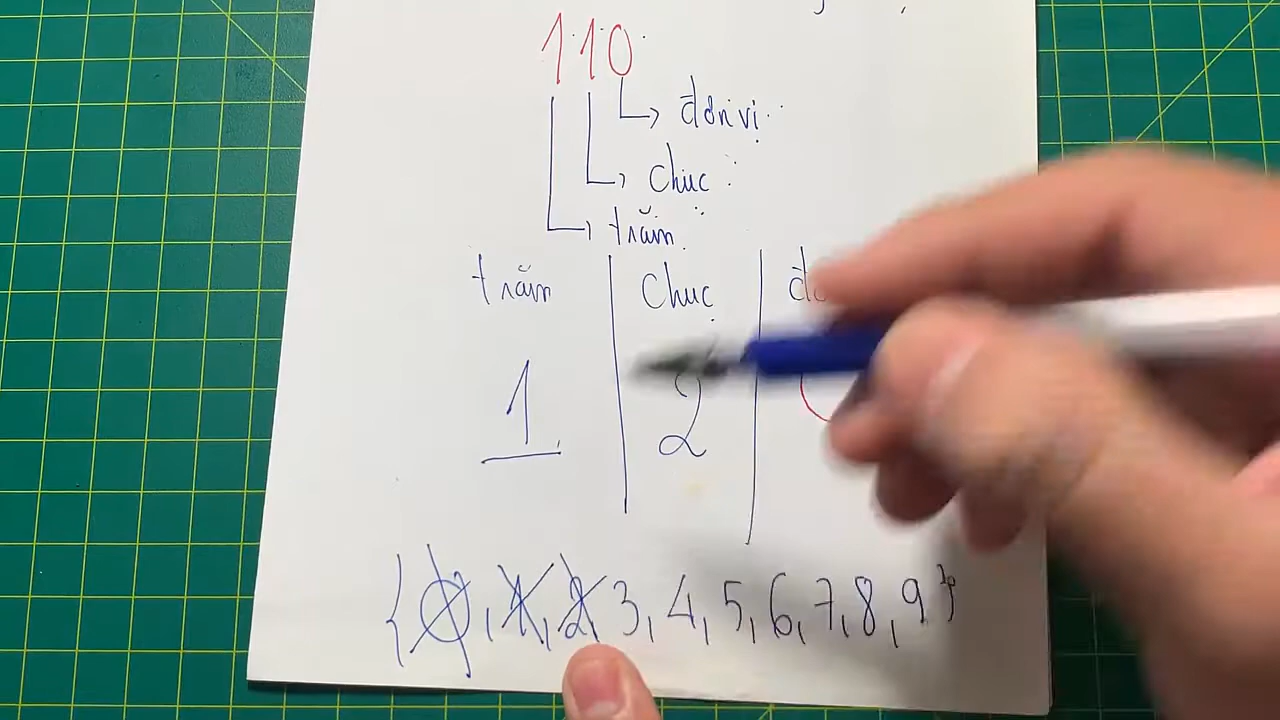 110
đơn vị
chục
trăm
trăm chục
1 2
{0, 1, 2, 3, 4, 5, 6, 7, 8, 9}